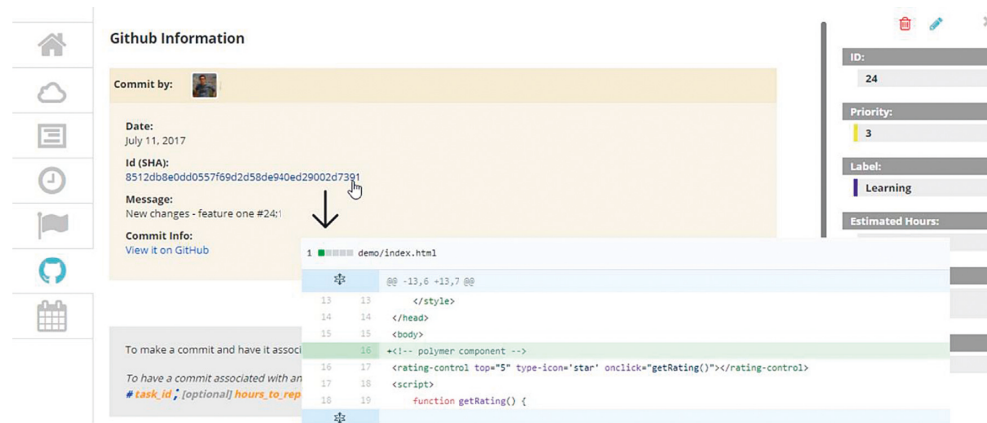 Github Information
Commit by:
Date:
July 11, 2017
Id (SHA):
8512db8e0dd0557f69d2d58de940ed29002d7391
Message:
New changes - feature one #24:1
Commit Info:
View it on GitHub
To make a commit and have it associ
To have a commit associated with an
# task_id ; [optional] hours_to_rep
1 demo/index.html
@@ -13,6 +13,7 @@
13 13 </style>
14 14 </head>
15 15 <body>
16 +<!-- polymer component -->
16 17 <rating-control top="5" type-icon='star' onclick="getRating()"></rating-control>
17 18 <script>
18 19 function getRating() {
ID:
24
Priority:
3
Label:
Learning
Estimated Hours: